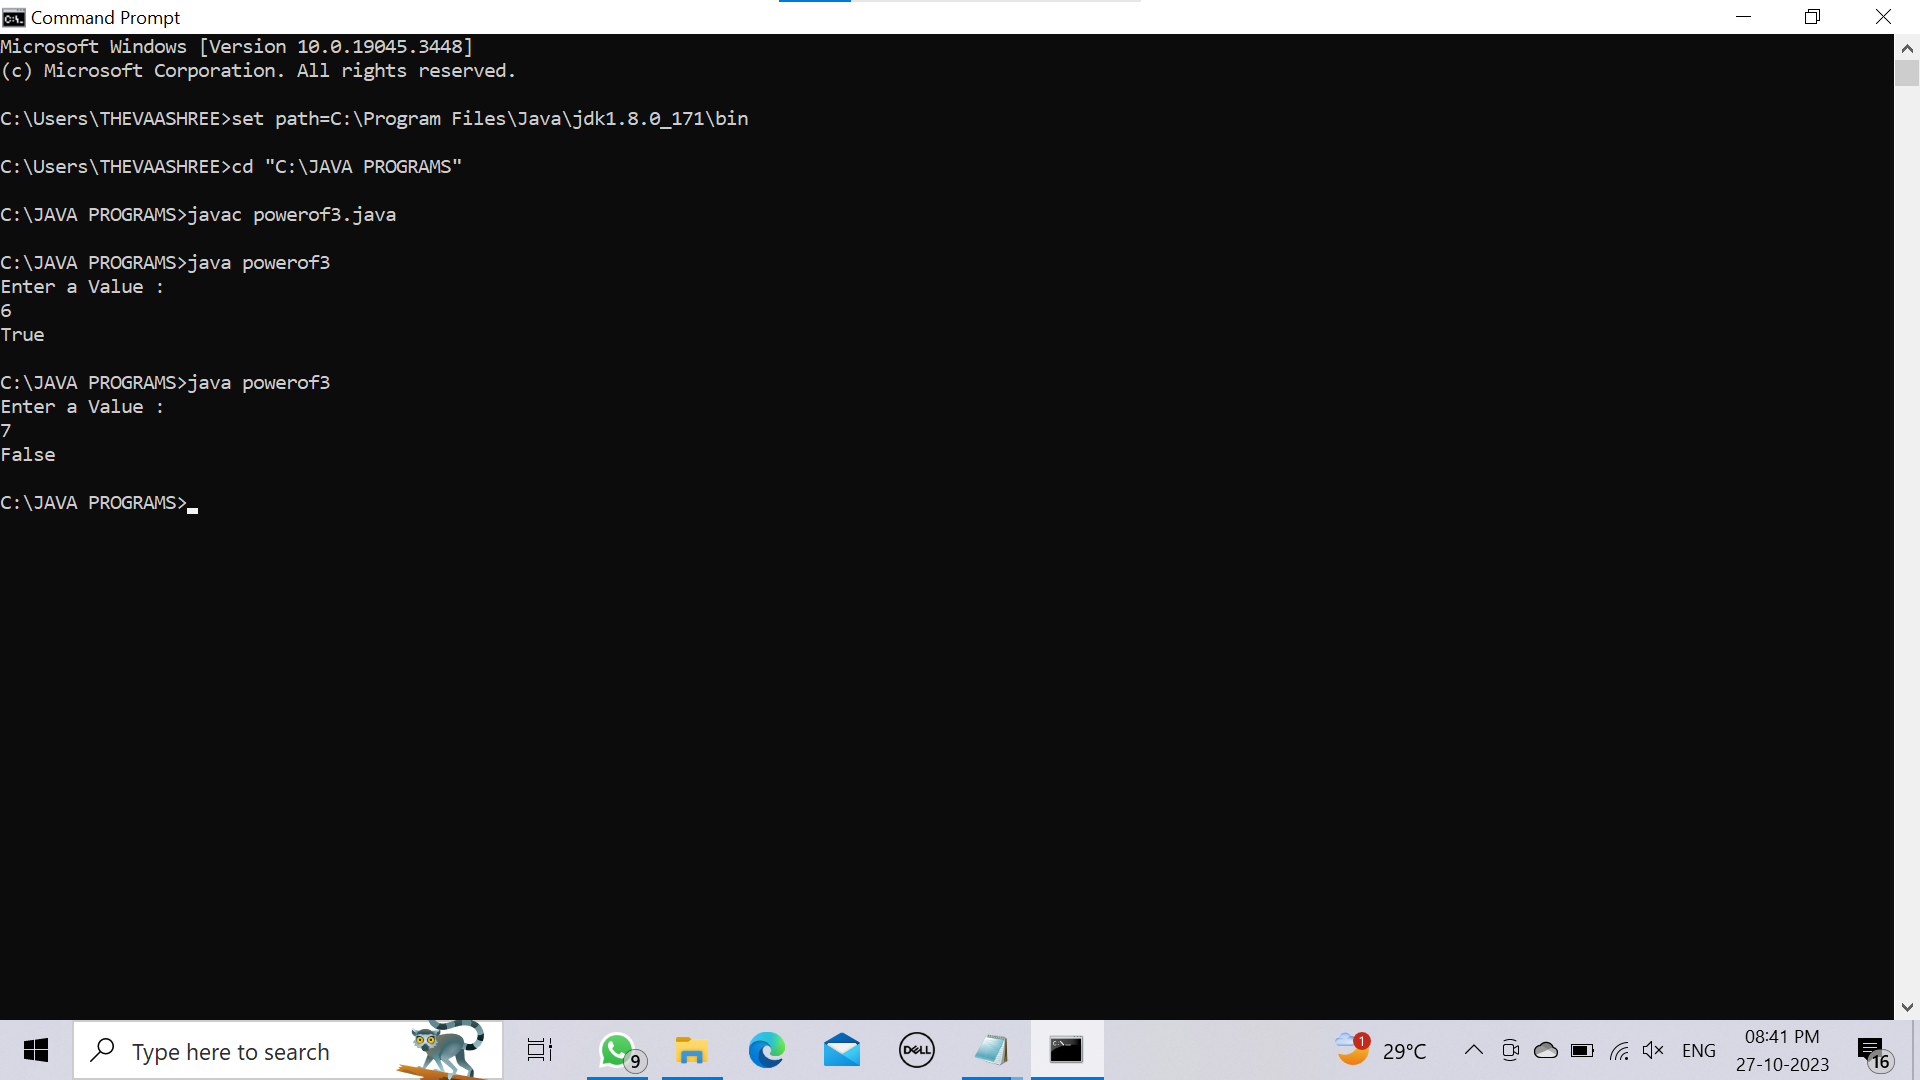 Command Prompt
Microsoft Windows [Version 10.0.19045.3448]
(c) Microsoft Corporation. All rights reserved.
C:\Users\THEVAASHREE>set path=C:\Program Files\Java\jdk1.8.0_171\bin
C:\Users\THEVAASHREE>cd "C:\JAVA PROGRAMS"
C:\JAVA PROGRAMS>javac powerof3.java
C:\JAVA PROGRAMS>java powerof3
Enter a Value :
6
True
C:\JAVA PROGRAMS>java powerof3
Enter a Value :
7
False
C:\JAVA PROGRAMS>
Type here to search
9
DELL
1
29°C
ENG
08:41 PM
27-10-2023
16